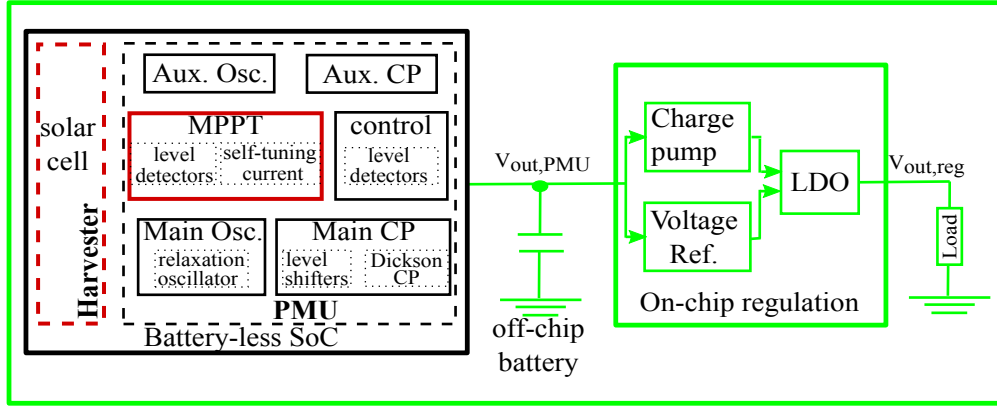 solar
cell
Harvester
Aux. Osc.
Aux. CP
MPPT
level
detectors
self-tuning
current
control
level
detectors
Main Osc.
relaxation
oscillator
Main CP
level
shifters
Dickson
CP
PMU
Battery-less SoC
Vout,PMU
off-chip
battery
Charge
pump
Voltage
Ref.
LDO
On-chip regulation
Vout,reg
Load